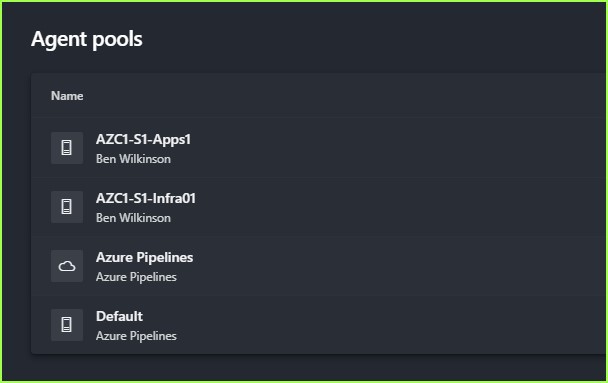 Agent pools
Name
AZC1-S1-Apps1
Ben Wilkinson
AZC1-S1-Infra01
Ben Wilkinson
Azure Pipelines
Azure Pipelines
Default
Azure Pipelines